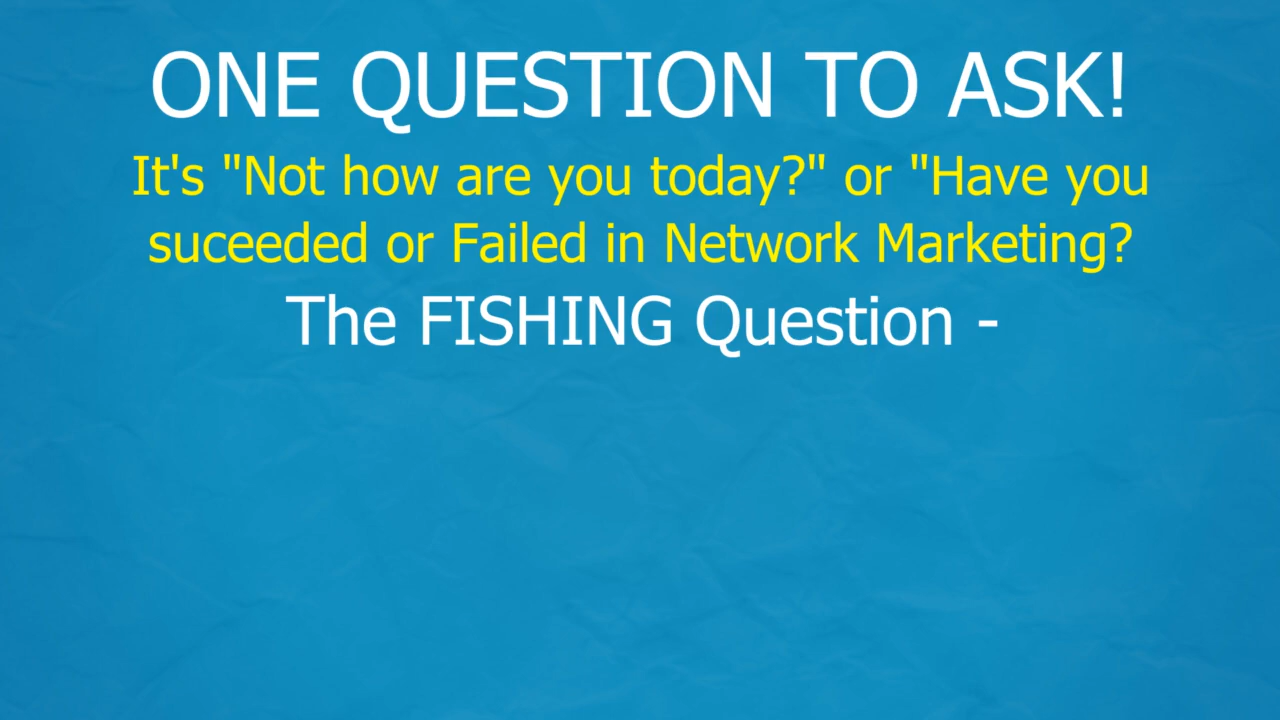 ONE QUESTION TO ASK!
It's "Not how are you today?" or "Have you
suceeded or Failed in Network Marketing?
The FISHING Question -